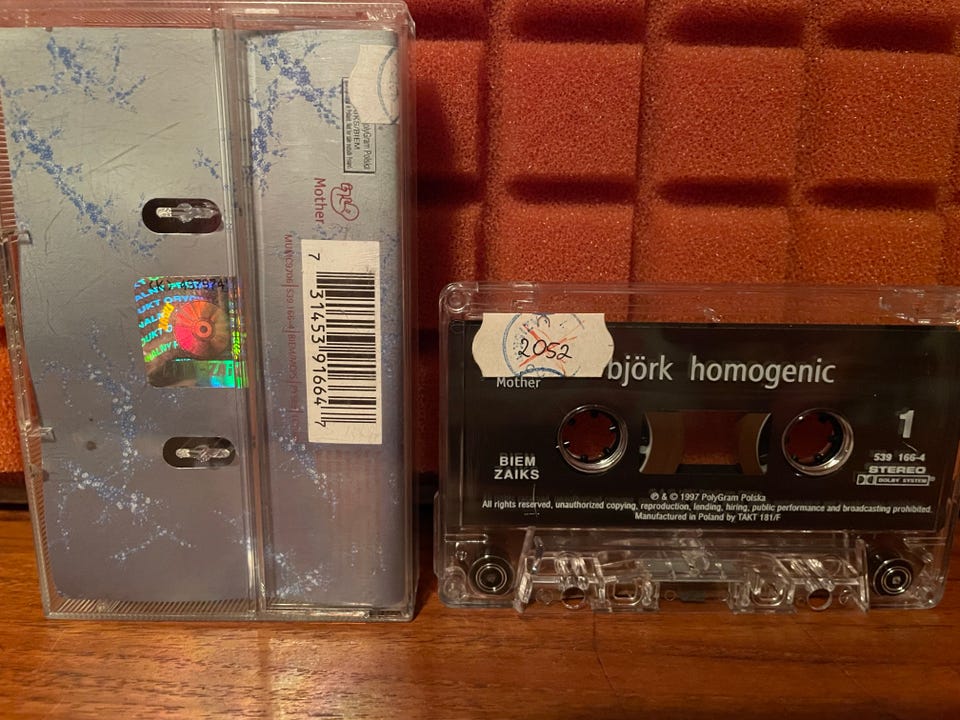 PolyGram Polska
ZAIKS/BIEM
Mother
MUMC9706 | 539 166-4 |
7 31453 91664 7
2052
Mother
björk homogenic
1
BIEM
ZAIKS
539 166-4
STEREO
DOLBY SYSTEM
℗ & © 1997 PolyGram Polska
All rights reserved, unauthorized copying, reproduction, lending, hiring, public performance and broadcasting prohibited.
Manufactured in Poland by TAKT 181/F